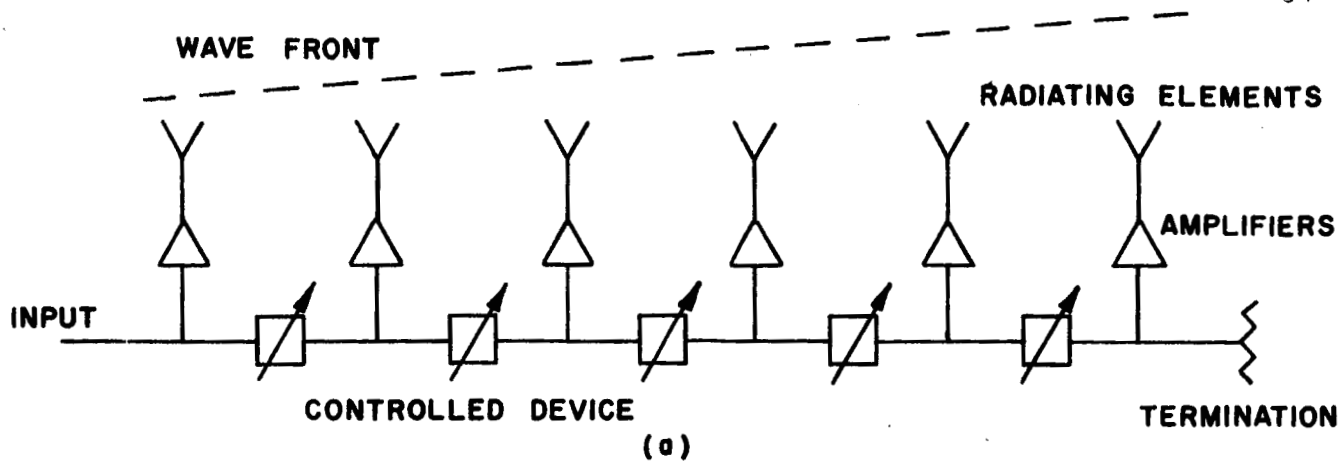 WAVE FRONT
RADIATING ELEMENTS
AMPLIFIERS
INPUT
CONTROLLED DEVICE
TERMINATION
(a)